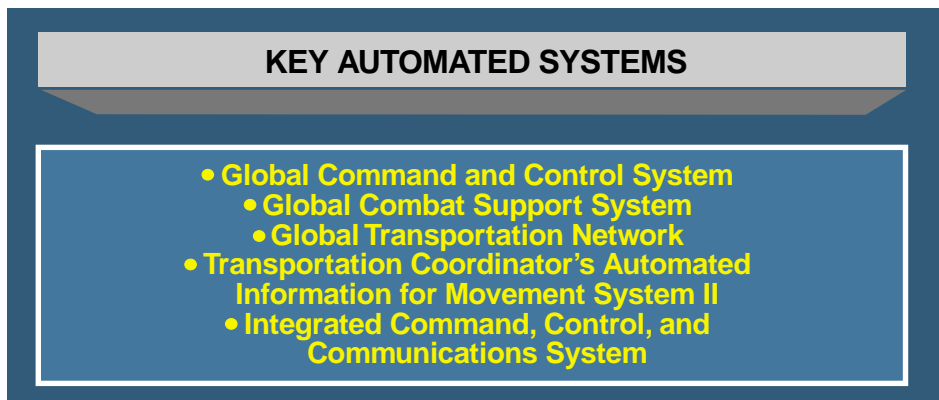 KEY AUTOMATED SYSTEMS
• Global Command and Control System
• Global Combat Support System
• Global Transportation Network
• Transportation Coordinator’s Automated
Information for Movement System II
• Integrated Command, Control, and
Communications System